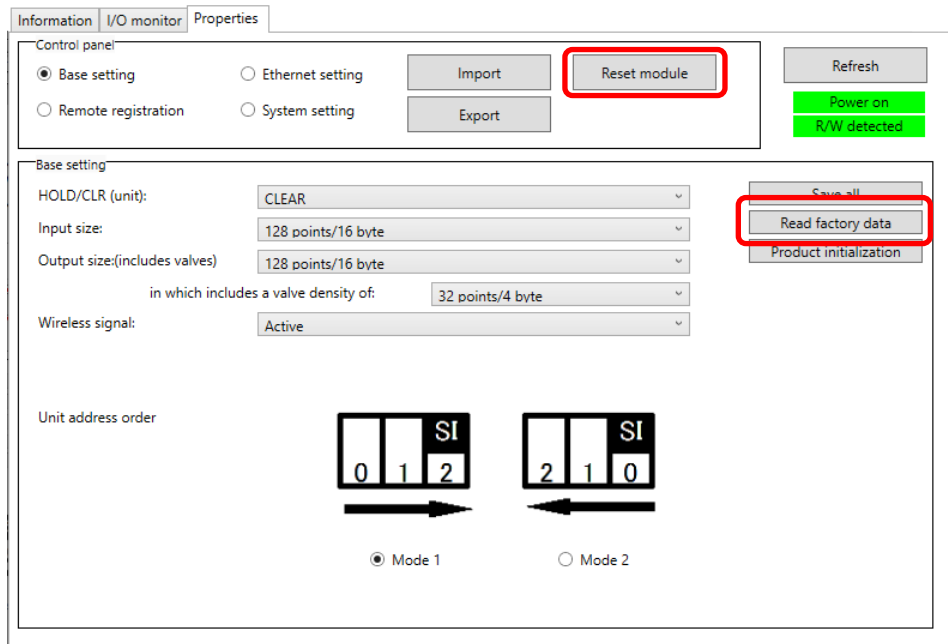 Information I/O monitor Properties
Control panel
Base setting Ethernet setting Import Reset module Refresh
Remote registration System setting Export Power on
R/W detected
Base setting
HOLD/CLR (unit): CLEAR Save all
Input size: 128 points/16 byte Read factory data
Output size:(includes valves) 128 points/16 byte Product initialization
in which includes a valve density of: 32 points/4 byte
Wireless signal: Active
Unit address order
SI SI
0 1 2 2 1 0
Mode 1 Mode 2